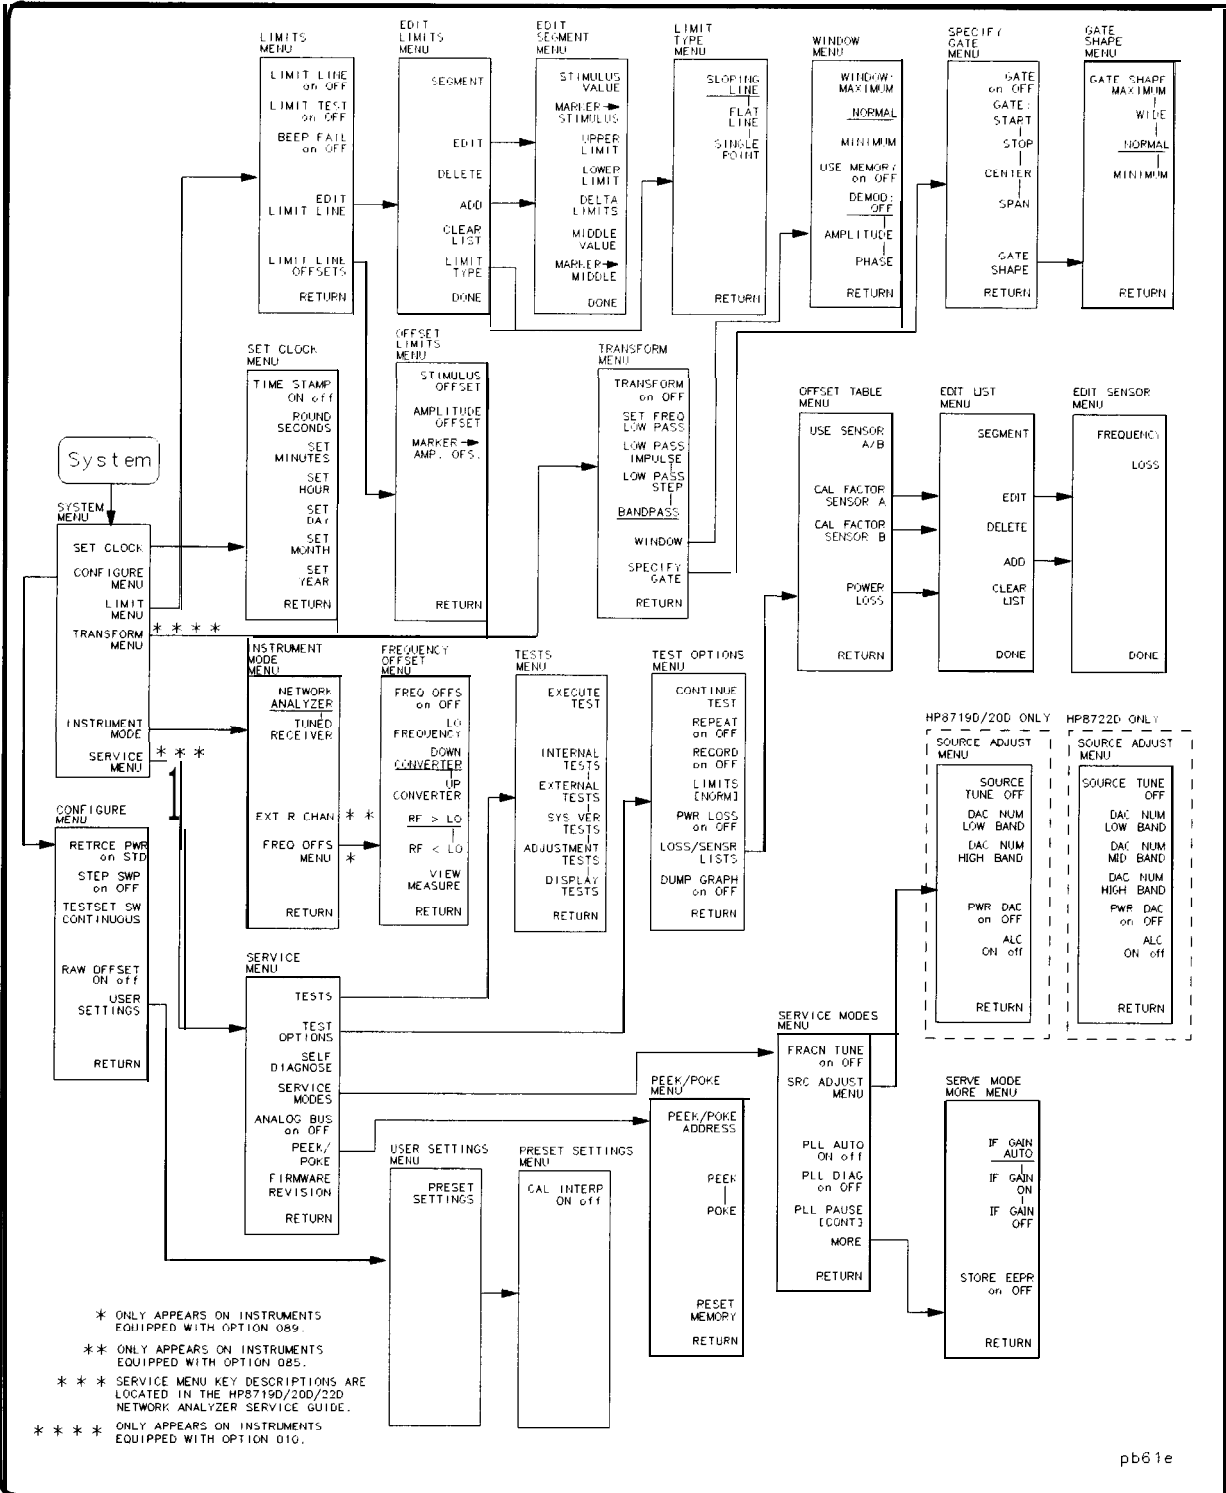 LIMITS
MENU
LIMIT LINE
on OFF
LIMIT TEST
on OFF
BEEP FAIL
on OFF
EDIT
LIMIT LINE
LIMIT LINE
OFFSETS
RETURN
EDIT
LIMITS
MENU
SEGMENT
EDIT
DELETE
ADD
CLEAR
LIST
LIMIT
TYPE
DONE
EDIT
SEGMENT
MENU
STIMULUS
VALUE
MARKER→
STIMULUS
UPPER
LIMIT
LOWER
LIMIT
DELTA
LIMITS
MIDDLE
VALUE
MARKER→
MIDDLE
DONE
LIMIT
TYPE
MENU
SLOPING
LINE
FLAT
LINE
SINGLE
POINT
RETURN
WINDOW
MENU
WINDOW:
MAXIMUM
NORMAL
MINIMUM
USE MEMORY
on OFF
DEMOD:
OFF
AMPLITUDE
PHASE
RETURN
SPECIFY
GATE
MENU
GATE
on OFF
GATE:
START
STOP
CENTER
SPAN
GATE
SHAPE
RETURN
GATE
SHAPE
MENU
GATE SHAPE
MAXIMUM
WIDE
NORMAL
MINIMUM
RETURN
SET CLOCK
MENU
TIME STAMP
ON off
ROUND
SECONDS
SET
MINUTES
SET
HOUR
SET
DAY
SET
MONTH
SET
YEAR
RETURN
OFFSET
LIMITS
MENU
STIMULUS
OFFSET
AMPLITUDE
OFFSET
MARKER→
AMP. OFS.
RETURN
TRANSFORM
MENU
TRANSFORM
on OFF
SET FREQ
LOW PASS
LOW PASS
IMPULSE
LOW PASS
STEP
BANDPASS
WINDOW
SPECIFY
GATE
RETURN
OFFSET TABLE
MENU
USE SENSOR
A/B
CAL FACTOR
SENSOR A
CAL FACTOR
SENSOR B
POWER
LOSS
RETURN
EDIT LIST
MENU
SEGMENT
EDIT
DELETE
ADD
CLEAR
LIST
DONE
EDIT SENSOR
MENU
FREQUENCY
LOSS
DONE
System
SYSTEM
MENU
SET CLOCK
CONFIGURE
MENU
LIMIT
MENU
TRANSFORM
MENU
* * * *
INSTRUMENT
MODE
SERVICE
MENU
* * *
INSTRUMENT
MODE
MENU
NETWORK
ANALYZER
TUNED
RECEIVER
EXT R CHAN
* *
FREQ OFFS
MENU
*
RETURN
FREQUENCY
OFFSET
MENU
FREQ OFFS
on OFF
LO
FREQUENCY
DOWN
CONVERTER
UP
CONVERTER
RF > LO
RF < LO
VIEW
MEASURE
RETURN
TESTS
MENU
EXECUTE
TEST
INTERNAL
TESTS
EXTERNAL
TESTS
SYS VER
TESTS
ADJUSTMENT
TESTS
DISPLAY
TESTS
RETURN
TEST OPTIONS
MENU
CONTINUE
TEST
REPEAT
on OFF
RECORD
on OFF
LIMITS
[NORM]
PWR LOSS
on OFF
LOSS/SENSR
LISTS
DUMP GRAPH
on OFF
RETURN
HP8719D/20D ONLY
SOURCE ADJUST
MENU
SOURCE
TUNE OFF
DAC NUM
LOW BAND
DAC NUM
HIGH BAND
PWR DAC
on OFF
ALC
ON off
RETURN
HP8722D ONLY
SOURCE ADJUST
MENU
SOURCE TUNE
OFF
DAC NUM
LOW BAND
DAC NUM
MID BAND
DAC NUM
HIGH BAND
PWR DAC
on OFF
ALC
ON off
RETURN
CONFIGURE
MENU
RETRCE PWR
on STD
STEP SWP
on OFF
TESTSET SW
CONTINUOUS
RAW OFFSET
ON off
USER
SETTINGS
RETURN
SERVICE
MENU
TESTS
TEST
OPTIONS
SELF
DIAGNOSE
SERVICE
MODES
ANALOG BUS
on OFF
PEEK/
POKE
FIRMWARE
REVISION
RETURN
USER SETTINGS
MENU
PRESET
SETTINGS
PRESET SETTINGS
MENU
CAL INTERP
ON off
PEEK/POKE
MENU
PEEK/POKE
ADDRESS
PEEK
POKE
RESET
MEMORY
RETURN
SERVICE MODES
MENU
FRACN TUNE
on OFF
SRC ADJUST
MENU
PLL AUTO
ON off
PLL DIAG
on OFF
PLL PAUSE
[CONT]
MORE
RETURN
SERVE MODE
MORE MENU
IF GAIN
AUTO
IF GAIN
ON
IF GAIN
OFF
STORE EEPR
on OFF
RETURN
* ONLY APPEARS ON INSTRUMENTS
EQUIPPED WITH OPTION 089.
** ONLY APPEARS ON INSTRUMENTS
EQUIPPED WITH OPTION 085.
* * * SERVICE MENU KEY DESCRIPTIONS ARE
LOCATED IN THE HP8719D/20D/22D
NETWORK ANALYZER SERVICE GUIDE.
* * * * ONLY APPEARS ON INSTRUMENTS
EQUIPPED WITH OPTION 010.
pb61e